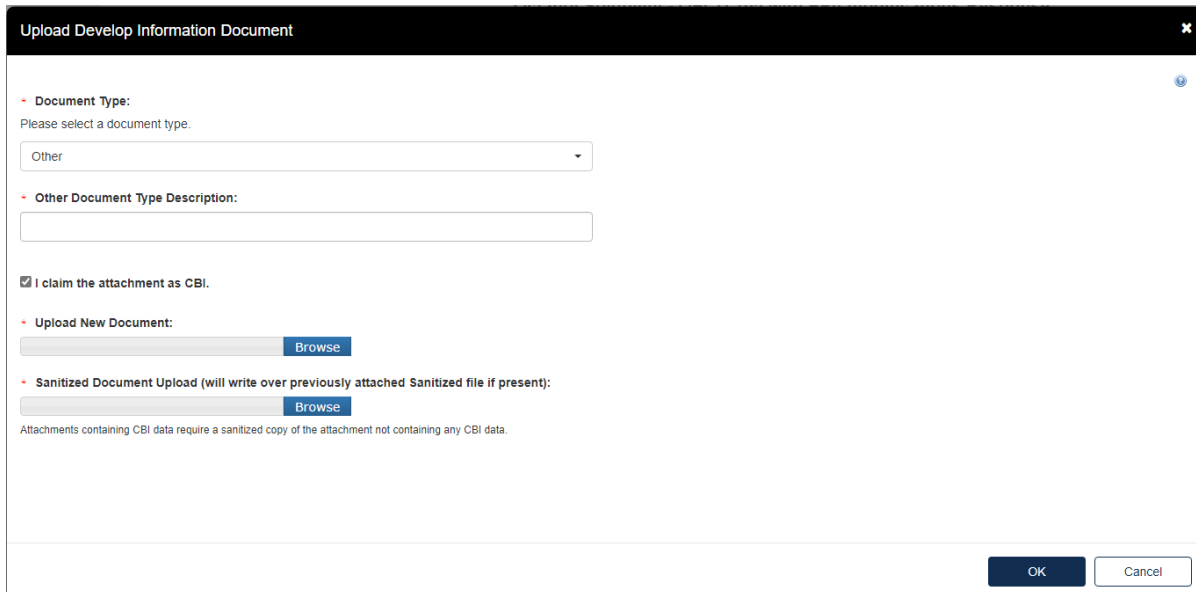 Upload Develop Information Document
* Document Type:
Please select a document type.
Other
* Other Document Type Description:
I claim the attachment as CBI.
* Upload New Document:
Browse
* Sanitized Document Upload (will write over previously attached Sanitized file if present):
Browse
Attachments containing CBI data require a sanitized copy of the attachment not containing any CBI data.
OK Cancel